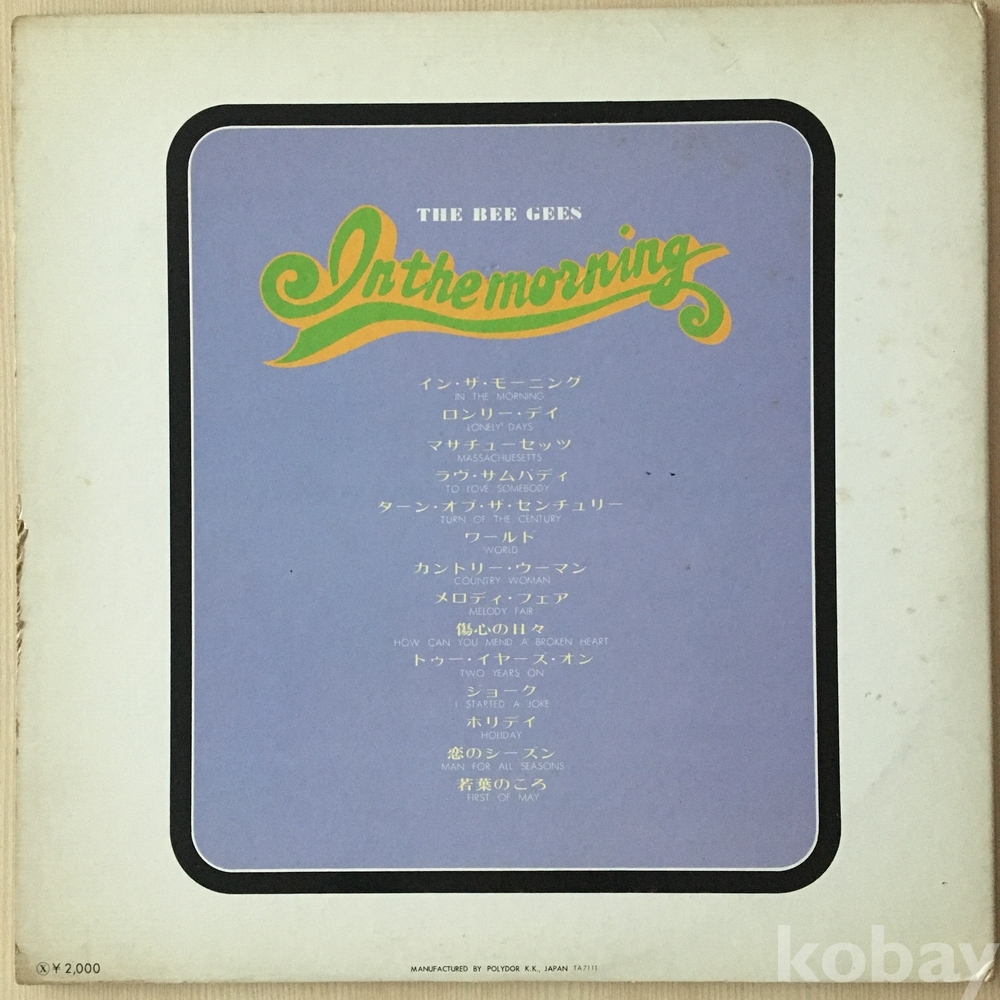 THE BEE GEES
In the morning
イン・ザ・モーニング
IN THE MORNING
ロンリー・デイ
LONELY DAYS
マサチューセッツ
MASSACHUESETTS
ラヴ・サムバディ
TO LOVE SOMEBODY
ターン・オブ・ザ・センチュリー
TURN OF THE CENTURY
ワールド
WORLD
カントリー・ウーマン
COUNTRY WOMAN
メロディ・フェア
MELODY FAIR
傷心の日々
HOW CAN YOU MEND A BROKEN HEART
トゥー・イヤーズ・オン
TWO YEARS ON
ジョーク
I STARTED A JOKE
ホリデイ
HOLIDAY
恋のシーズン
MAN FOR ALL SEASONS
若葉のころ
FIRST OF MAY
Ⓧ¥2,000
MANUFACTURED BY POLYDOR K.K., JAPAN TA7111
kobay